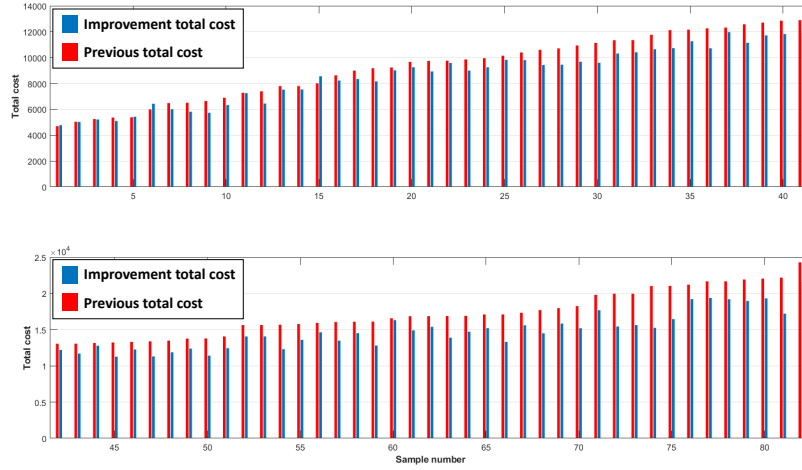 14000
Improvement total cost
12000
Previous total cost
10000
8000
6000
4000
2000
0
Total cost
5 10 15 20 25 30 35 40
× 10⁴
2.5
Improvement total cost
2
Previous total cost
1.5
1
0.5
0
Total cost
45 50 55 60 65 70 75 80
Sample number